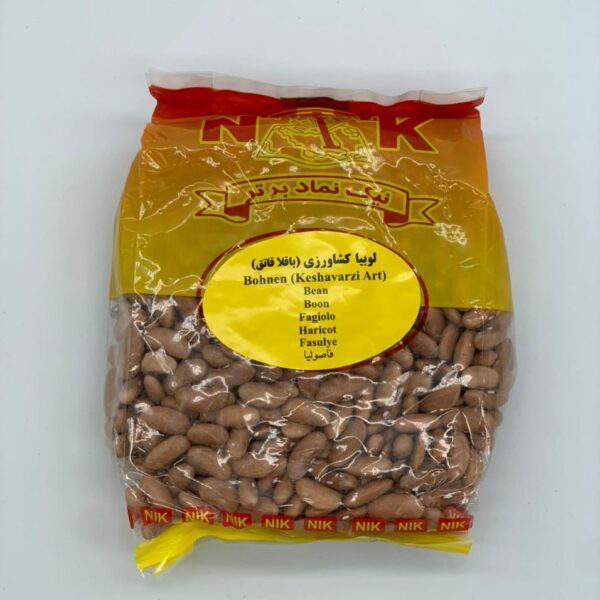 NIK
نیک نماد برتر
لوبیا کشاورزی (باقلا قاتق)
Bohnen (Keshavarzi Art)
Bean
Boon
Fagiolo
Haricot
Fasulye
فاصولیا
NIK NIK NIK NIK NIK NIK NIK NIK